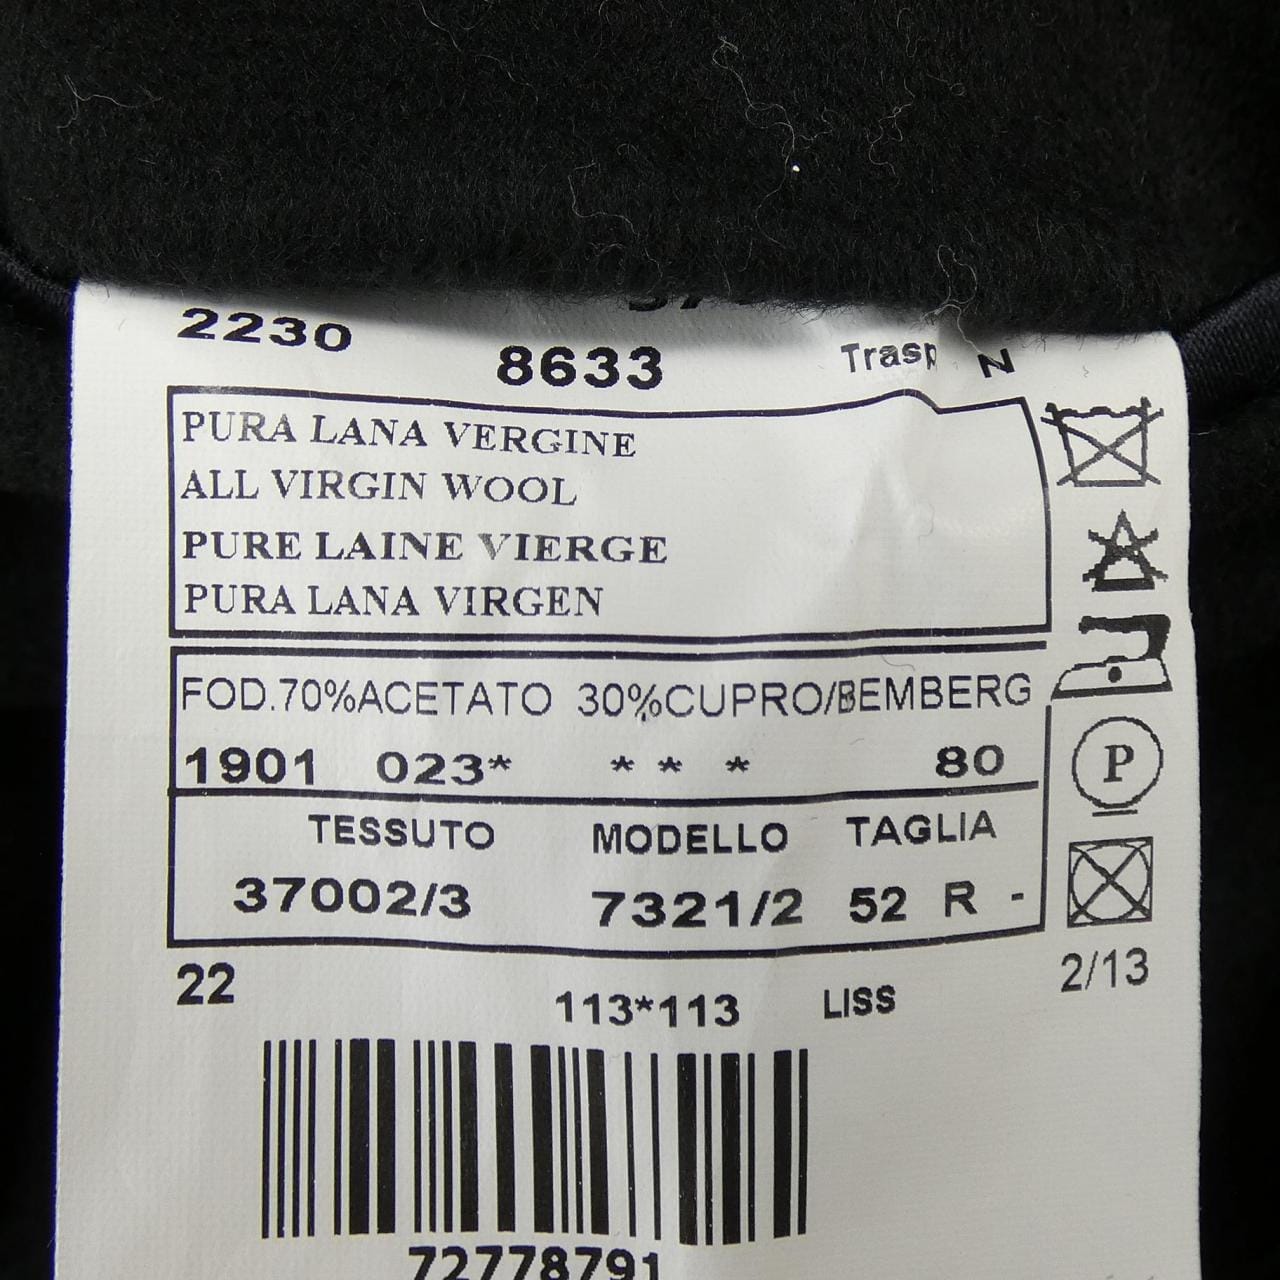 2230 8633 N
PURA LANA VERGINE
ALL VIRGIN WOOL
PURE LAINE VIERGE
PURA LANA VIRGEN
FOD.70%ACETATO 30%CUPRO/BEMBERG
1901 023* * * * 80
TESSUTO MODELLO TAGLIA
37002/3 7321/2 52 R -
P
22 113*113 LISS 2/13
72778791